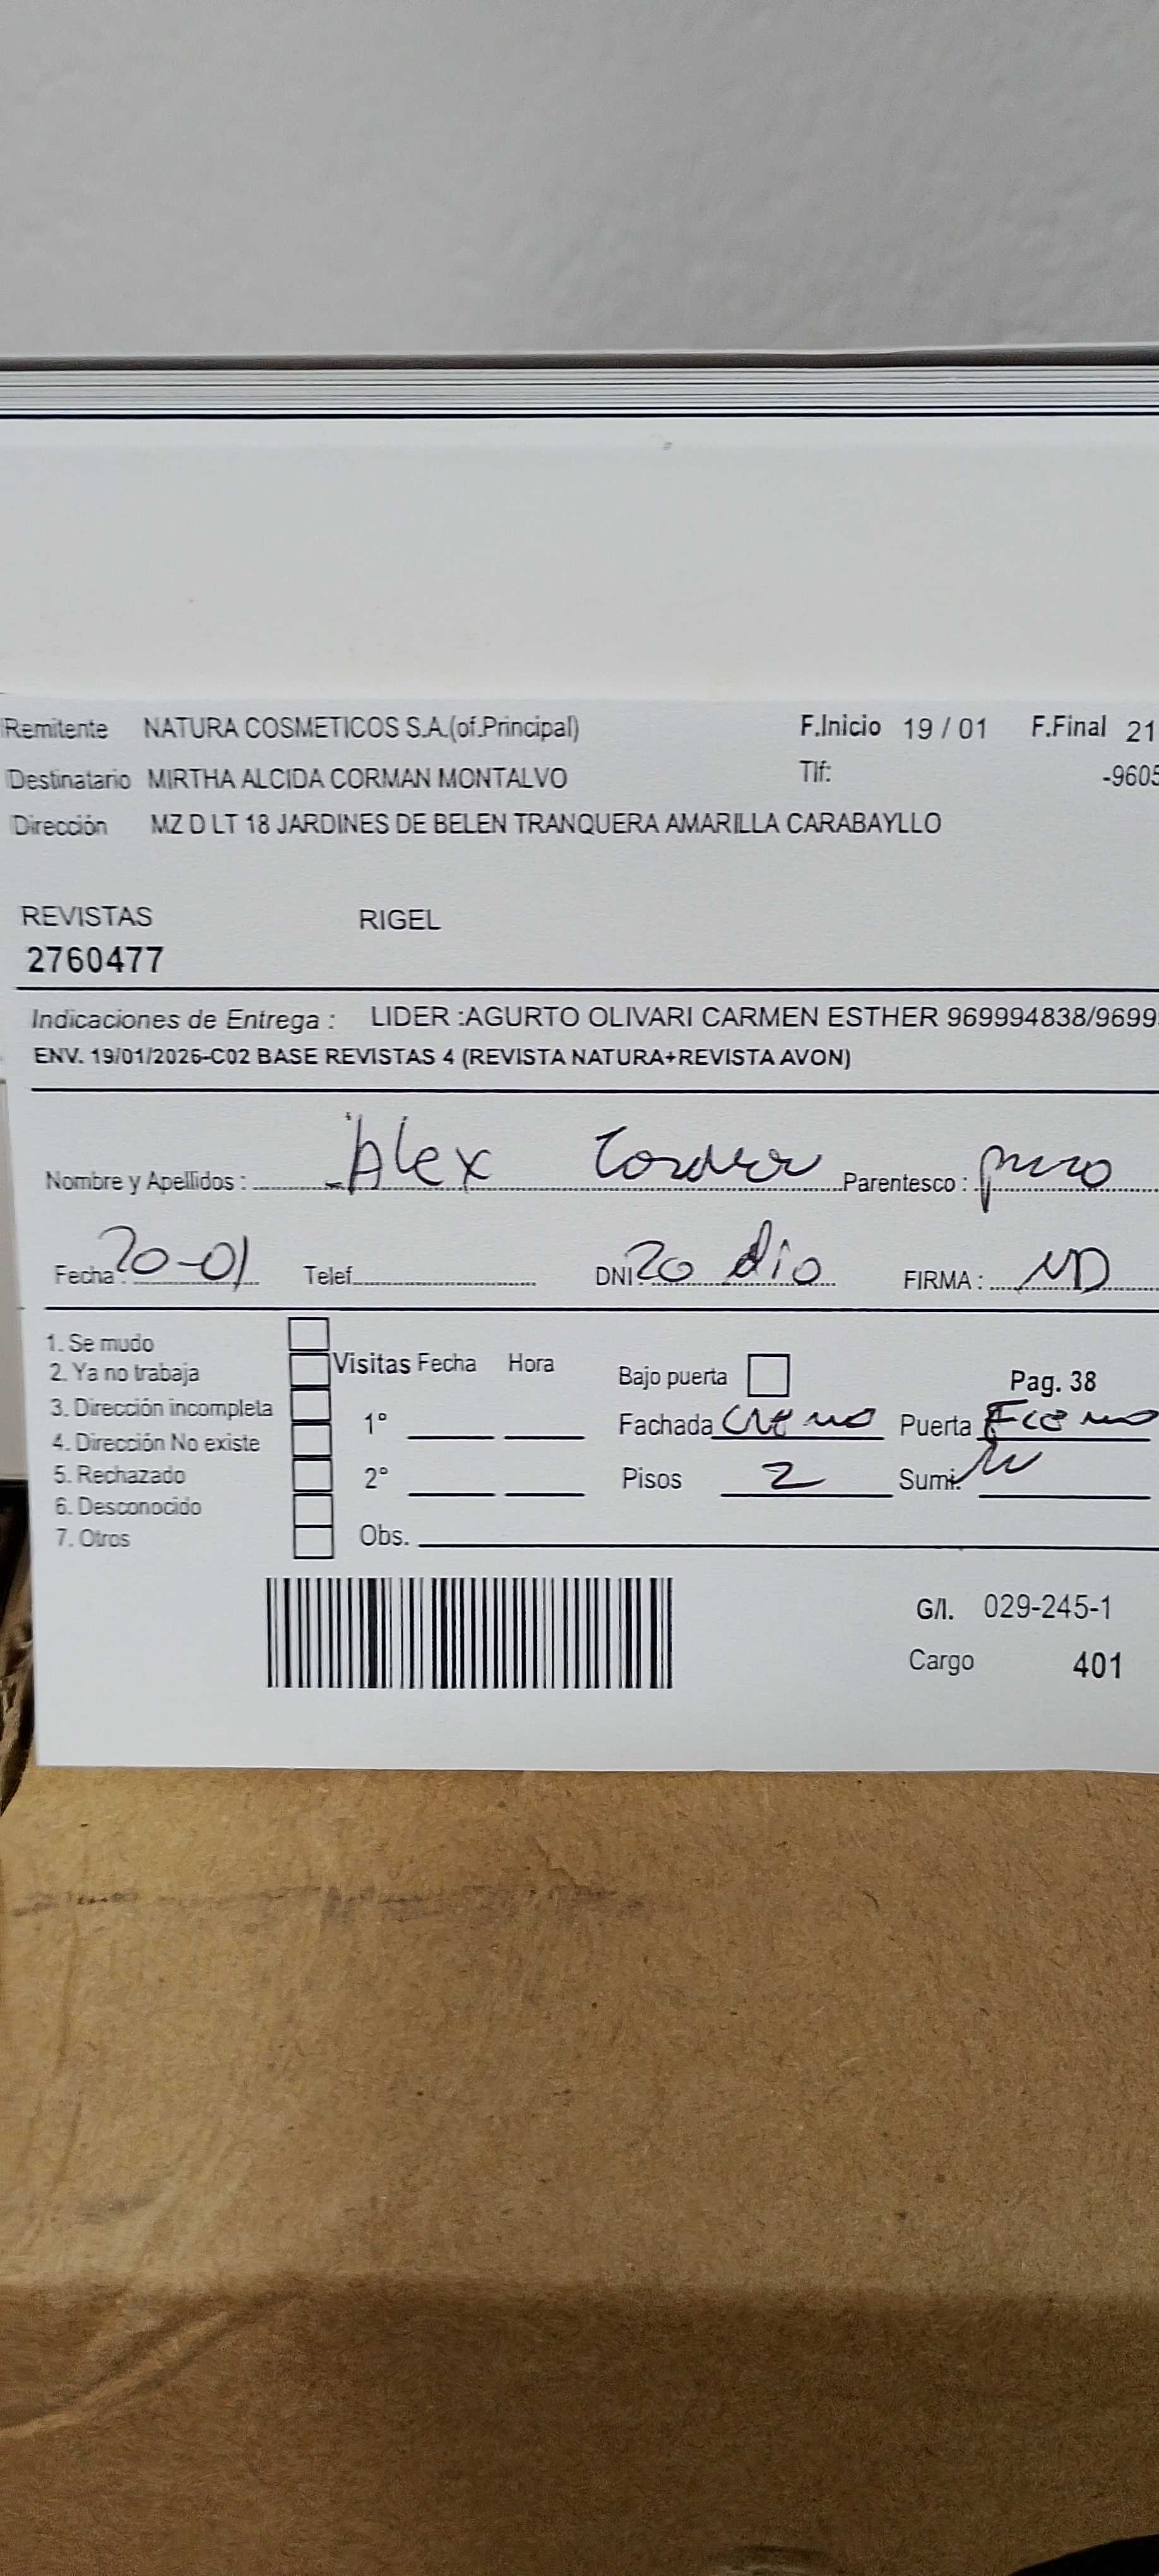 Remitente NATURA COSMETICOS S.A.(of.Principal) F.Inicio 19 / 01 F.Final 21
Destinatario MIRTHA ALCIDA CORMAN MONTALVO Tlf: -9605
Dirección MZ D LT 18 JARDINES DE BELEN TRANQUERA AMARILLA CARABAYLLO
REVISTAS RIGEL
2760477
Indicaciones de Entrega : LIDER :AGURTO OLIVARI CARMEN ESTHER 969994838/9699
ENV. 19/01/2026-C02 BASE REVISTAS 4 (REVISTA NATURA+REVISTA AVON)
Nombre y Apellidos : Alex Parentesco :
Fecha : 20-01 Telef. DNI: 20 dio FIRMA : ND
1. Se mudo
2. Ya no trabaja Visitas Fecha Hora Bajo puerta Pag. 38
3. Dirección incompleta 1° Fachada Puerta
4. Dirección No existe
5. Rechazado 2° Pisos 2 Sumi.
6. Desconocido
7. Otros Obs.
G/I. 029-245-1
Cargo 401